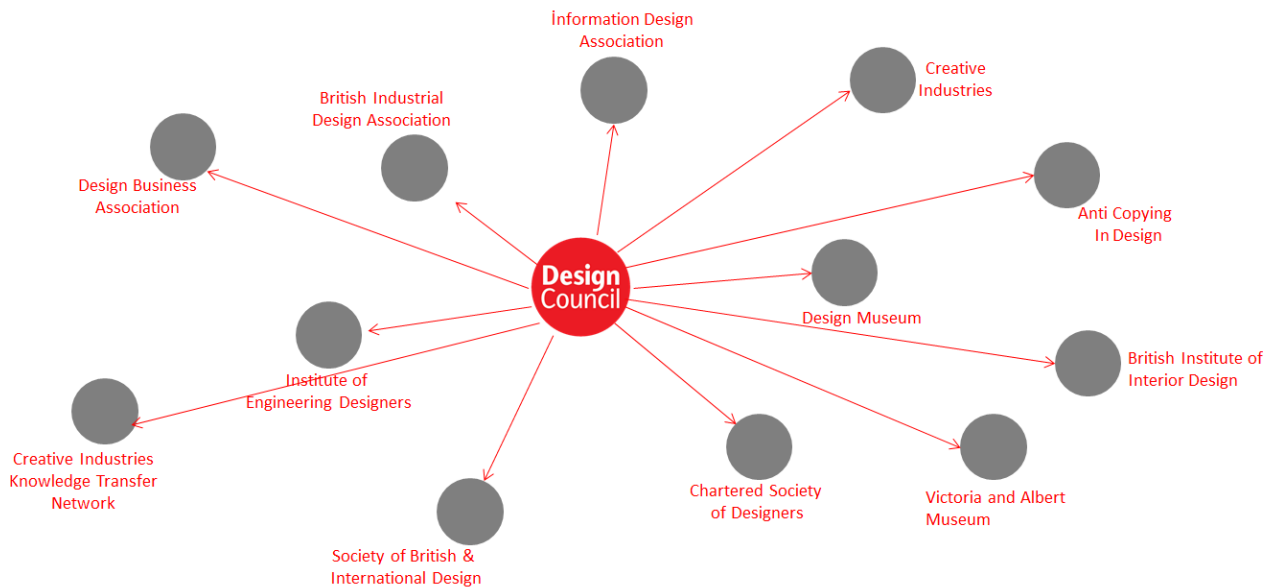 İnformation Design
Association
Creative
Industries
British Industrial
Design Association
Design Business
Association
Anti Copying
In Design
Design
Council
Design Museum
British Institute of
Interior Design
Institute of
Engineering Designers
Creative Industries
Knowledge Transfer
Network
Chartered Society
of Designers
Victoria and Albert
Museum
Society of British &
International Design